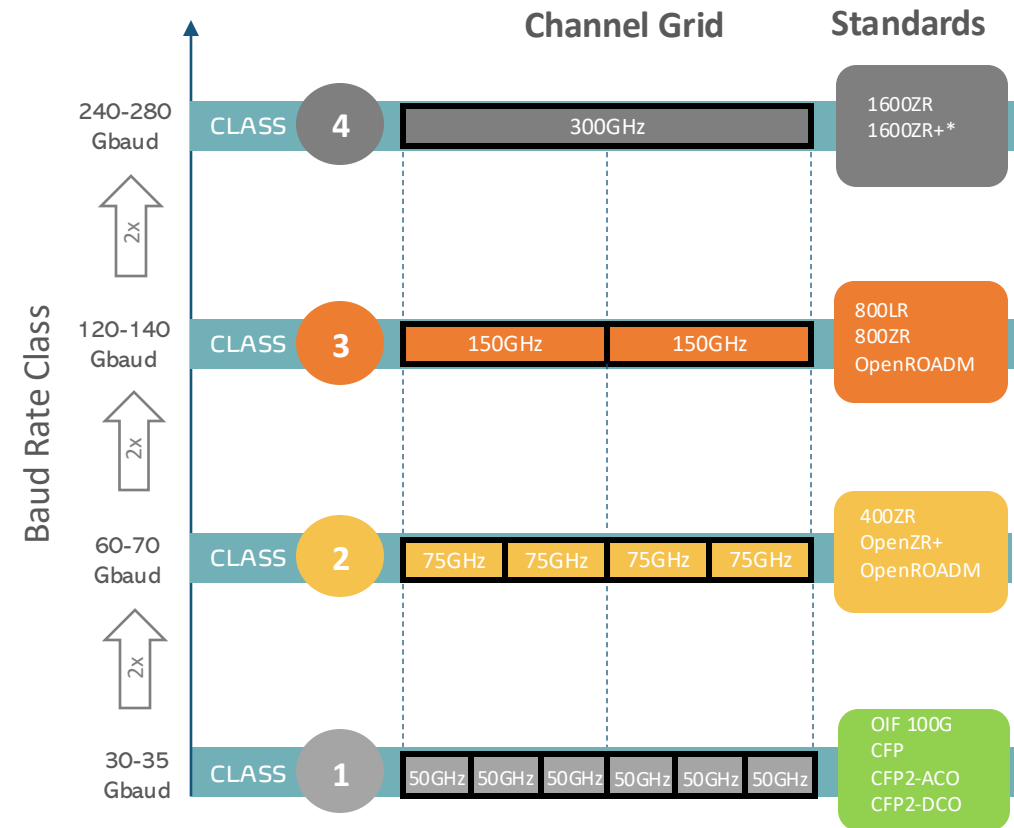 Channel Grid
Standards
Baud Rate Class
240-280
Gbaud
CLASS
4
300GHz
1600ZR
1600ZR+*
2x
120-140
Gbaud
CLASS
3
150GHz
150GHz
800LR
800ZR
OpenROADM
2x
60-70
Gbaud
CLASS
2
75GHz
75GHz
75GHz
75GHz
400ZR
OpenZR+
OpenROADM
2x
30-35
Gbaud
CLASS
1
50GHz
50GHz
50GHz
50GHz
50GHz
50GHz
OIF 100G
CFP
CFP2-ACO
CFP2-DCO